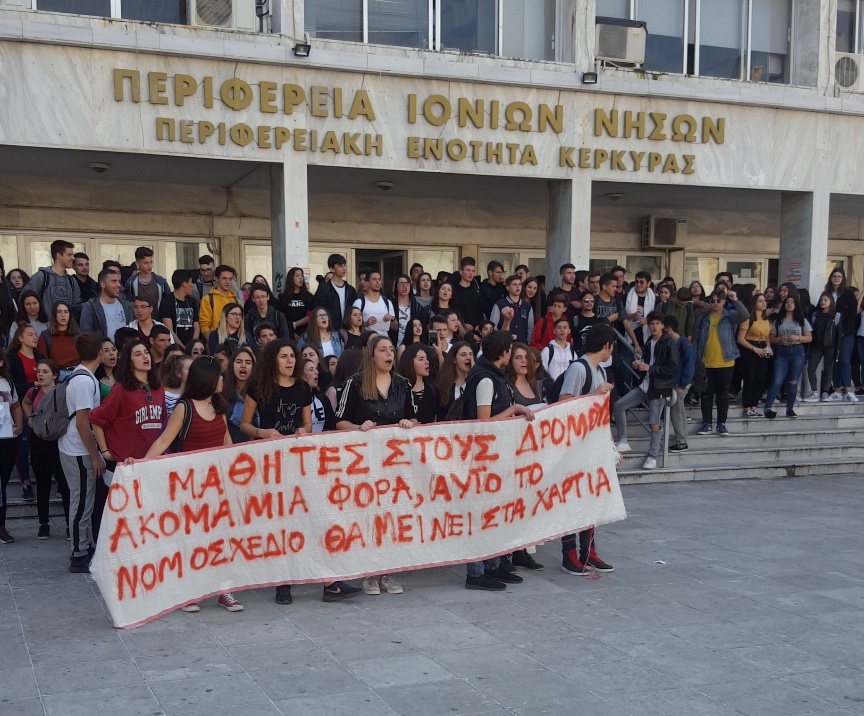 ΠΕΡΙΦΕΡΕΙΑ ΙΟΝΙΩΝ ΝΗΣΩΝ
ΠΕΡΙΦΕΡΕΙΑΚΗ ΕΝΟΤΗΤΑ ΚΕΡΚΥΡΑΣ
ΟΙ ΜΑΘΗΤΕΣ ΣΤΟΥΣ ΔΡΟΜΟΥΣ
ΑΚΟΜΑ ΜΙΑ ΦΟΡΑ, ΑΥΤΟ ΤΟ
ΝΟΜΟΣΧΕΔΙΟ ΘΑ ΜΕΙΝΕΙ ΣΤΑ ΧΑΡΤΙΑ